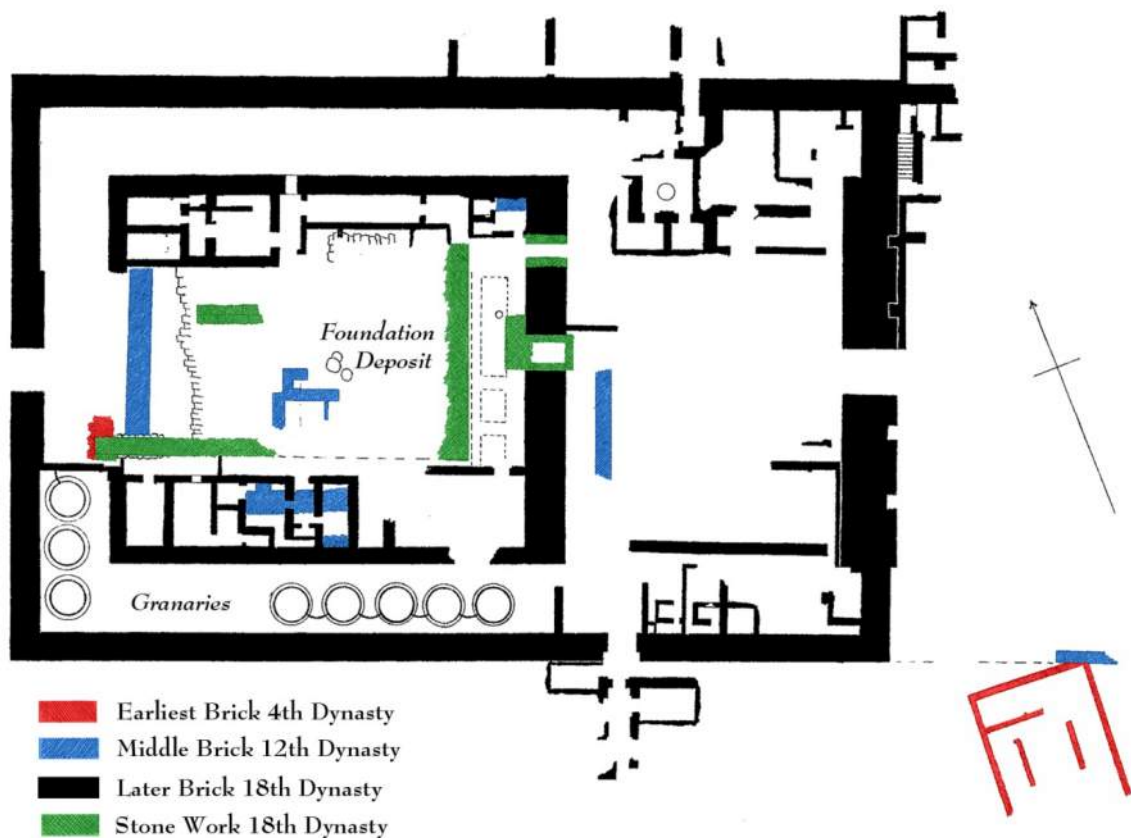 Foundation
Deposit
Granaries
Earliest Brick 4th Dynasty
Middle Brick 12th Dynasty
Later Brick 18th Dynasty
Stone Work 18th Dynasty